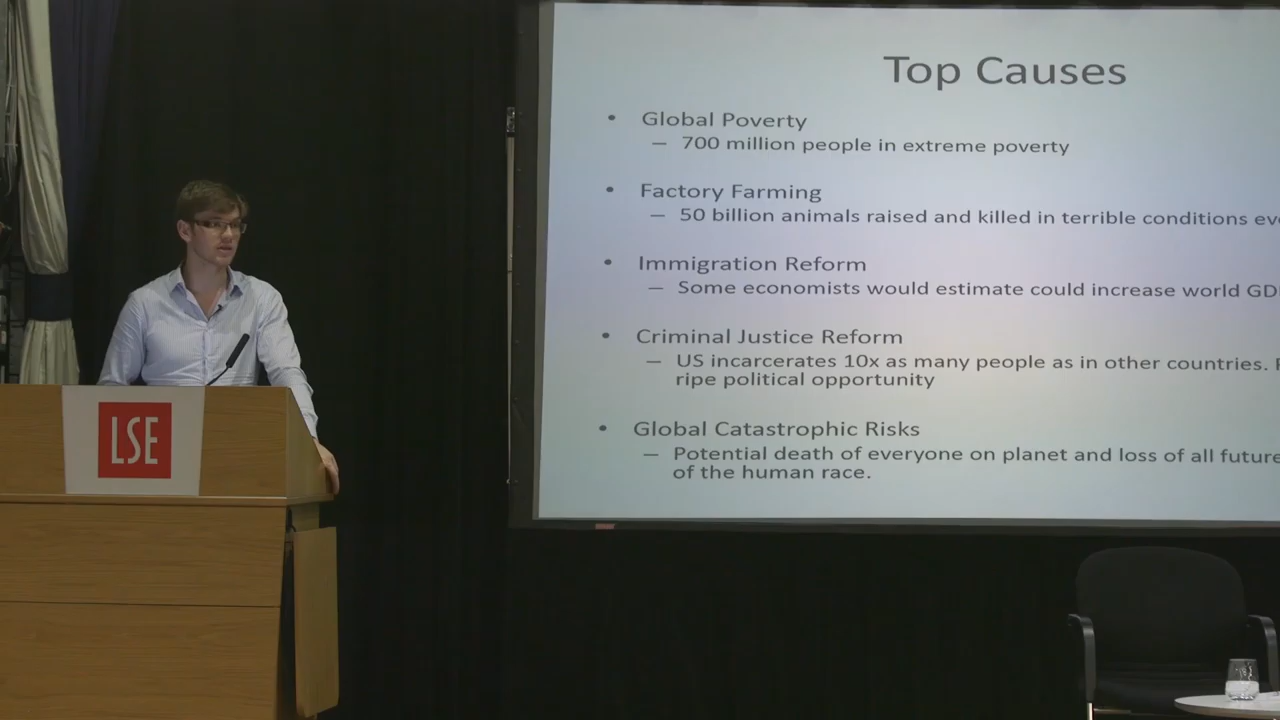 Top Causes
• Global Poverty
– 700 million people in extreme poverty
• Factory Farming
– 50 billion animals raised and killed in terrible conditions
• Immigration Reform
– Some economists would estimate could increase world
• Criminal Justice Reform
– US incarcerates 10x as many people as in other countries.
ripe political opportunity
• Global Catastrophic Risks
– Potential death of everyone on planet and loss of all future
of the human race.
LSE